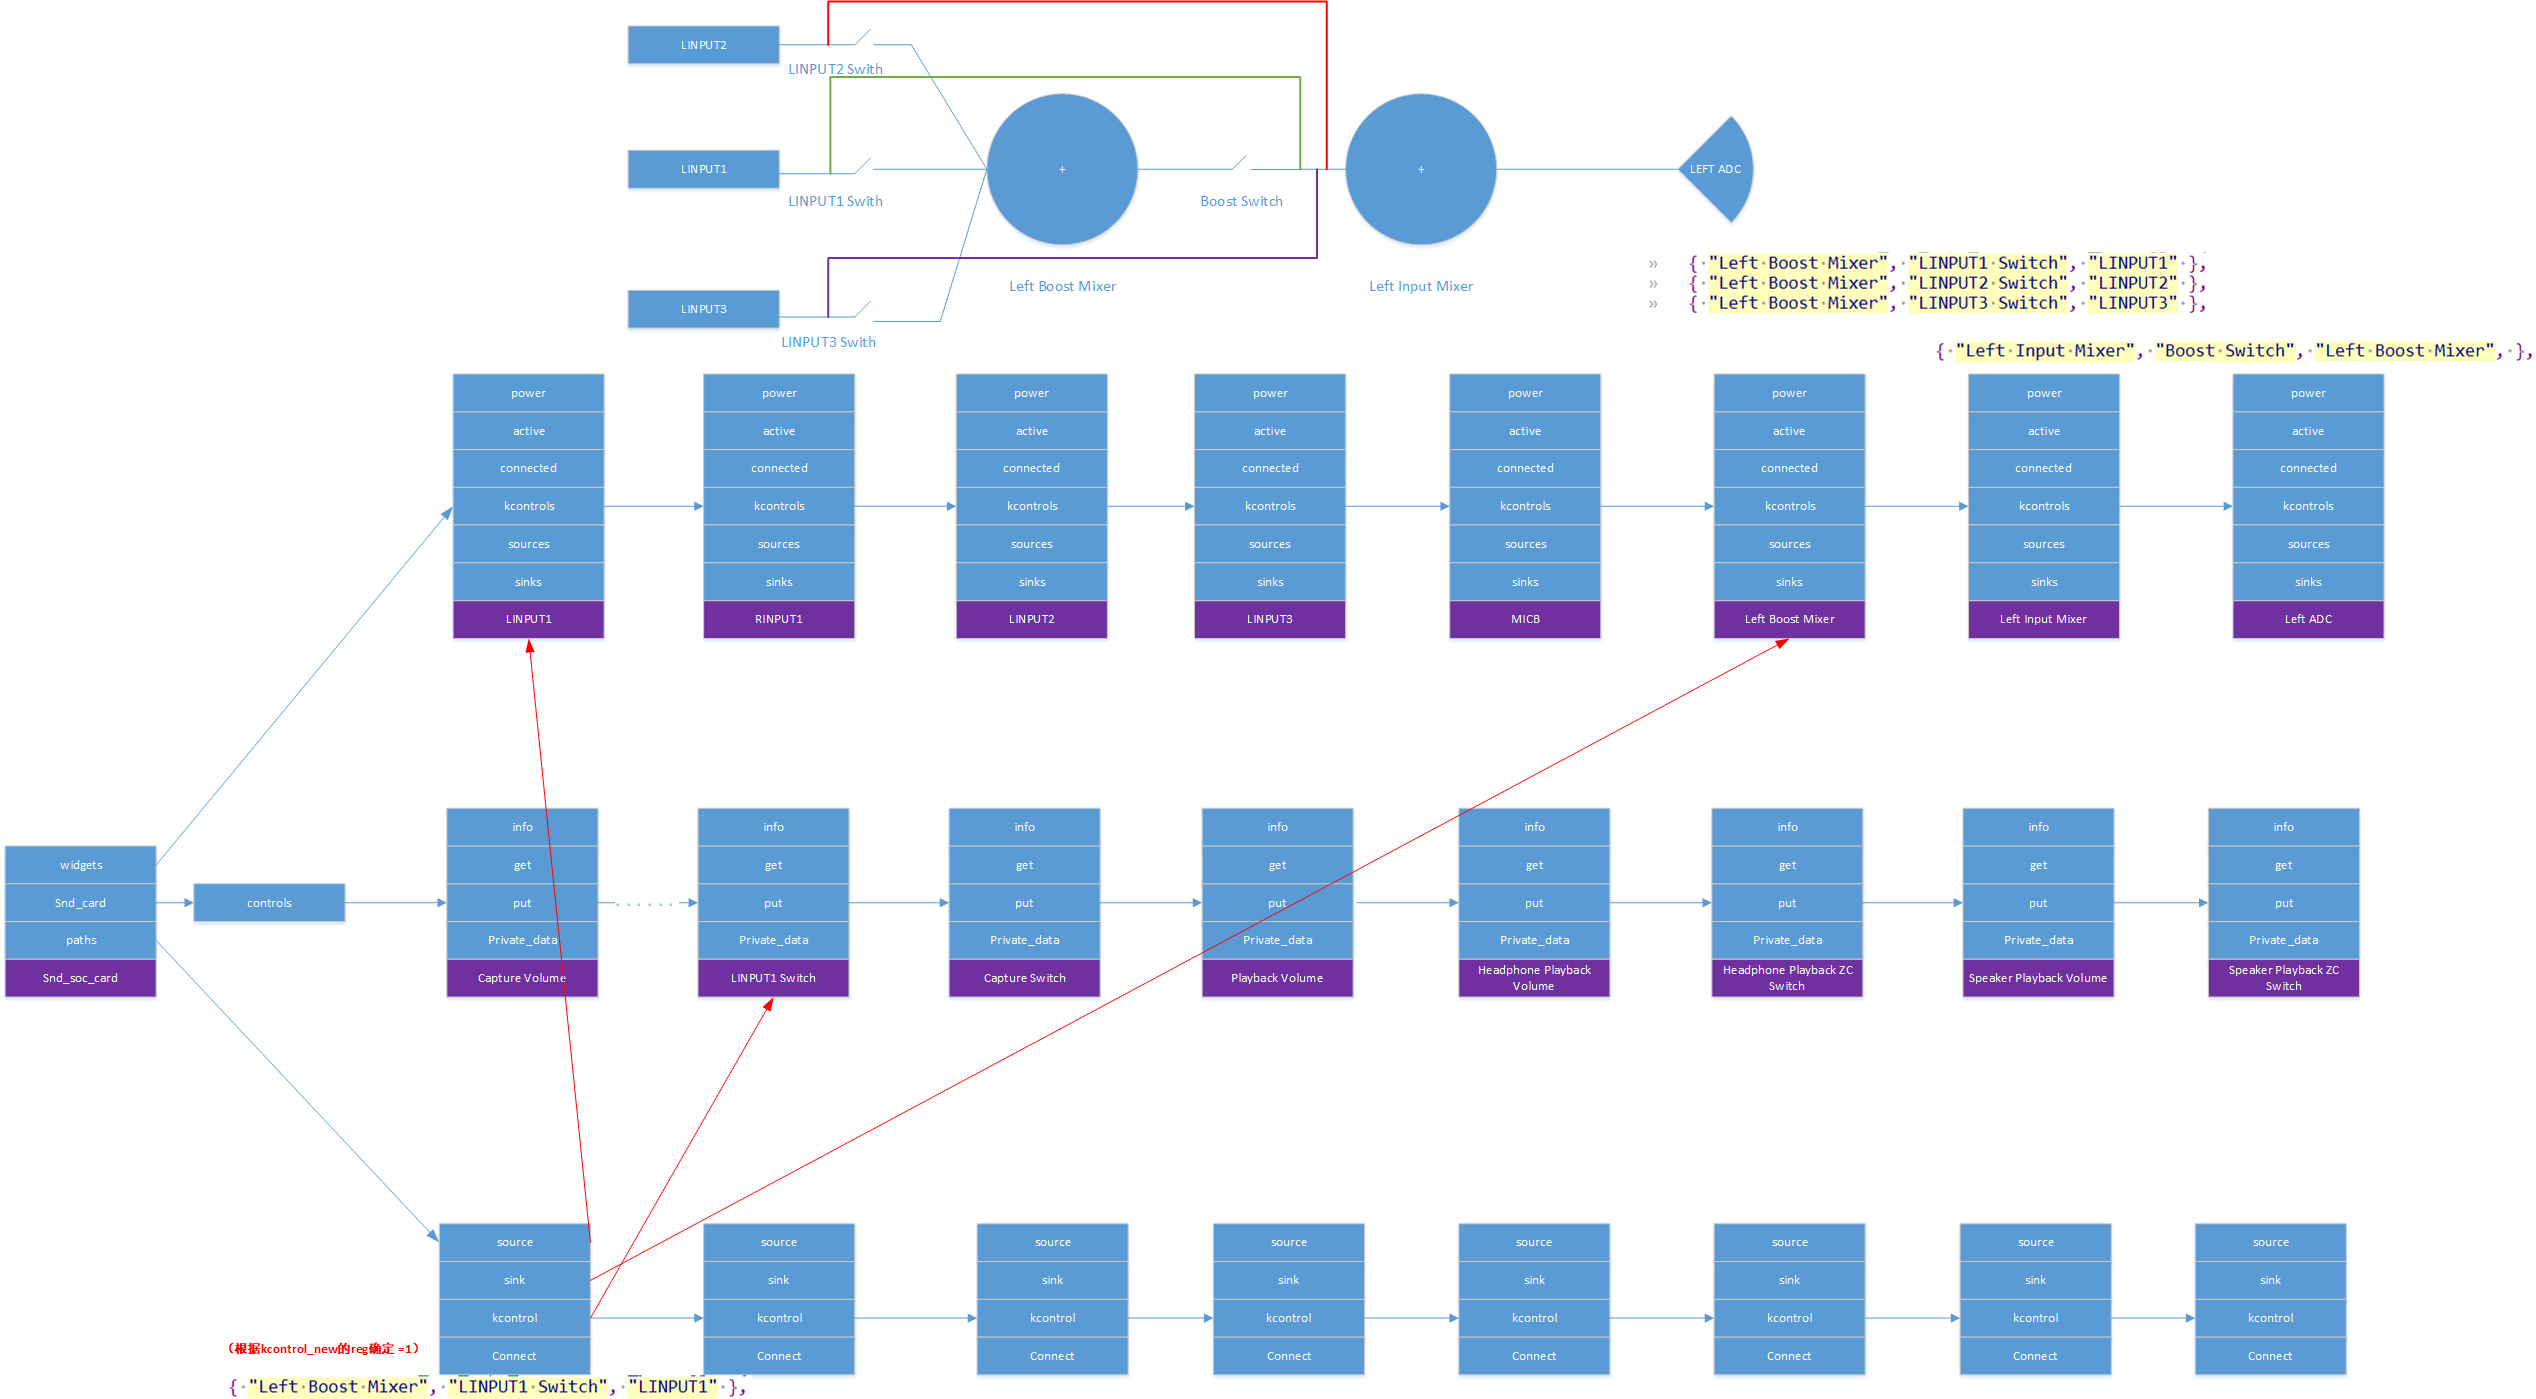 LINPUT2
LINPUT2 Swith
LINPUT1
LINPUT1 Swith
LINPUT3
LINPUT3 Swith
+
Left Boost Mixer
Boost Switch
+
Left Input Mixer
LEFT ADC
» { "Left Boost Mixer", "LINPUT1 Switch", "LINPUT1" },
» { "Left Boost Mixer", "LINPUT2 Switch", "LINPUT2" },
» { "Left Boost Mixer", "LINPUT3 Switch", "LINPUT3" },
{ "Left Input Mixer", "Boost Switch", "Left Boost Mixer", },
power
active
connected
kcontrols
sources
sinks
LINPUT1
power
active
connected
kcontrols
sources
sinks
RINPUT1
power
active
connected
kcontrols
sources
sinks
LINPUT2
power
active
connected
kcontrols
sources
sinks
LINPUT3
power
active
connected
kcontrols
sources
sinks
MICB
power
active
connected
kcontrols
sources
sinks
Left Boost Mixer
power
active
connected
kcontrols
sources
sinks
Left Input Mixer
power
active
connected
kcontrols
sources
sinks
Left ADC
widgets
Snd_card
paths
Snd_soc_card
controls
info
get
put
Private_data
Capture Volume
......
info
get
put
Private_data
LINPUT1 Switch
info
get
put
Private_data
Capture Switch
info
get
put
Private_data
Playback Volume
info
get
put
Private_data
Headphone Playback
Volume
info
get
put
Private_data
Headphone Playback ZC
Switch
info
get
put
Private_data
Speaker Playback Volume
info
get
put
Private_data
Speaker Playback ZC
Switch
source
sink
kcontrol
Connect
source
sink
kcontrol
Connect
source
sink
kcontrol
Connect
source
sink
kcontrol
Connect
source
sink
kcontrol
Connect
source
sink
kcontrol
Connect
source
sink
kcontrol
Connect
source
sink
kcontrol
Connect
（根据kcontrol_new的reg确定 =1）
{ "Left Boost Mixer", "LINPUT1 Switch", "LINPUT1" },